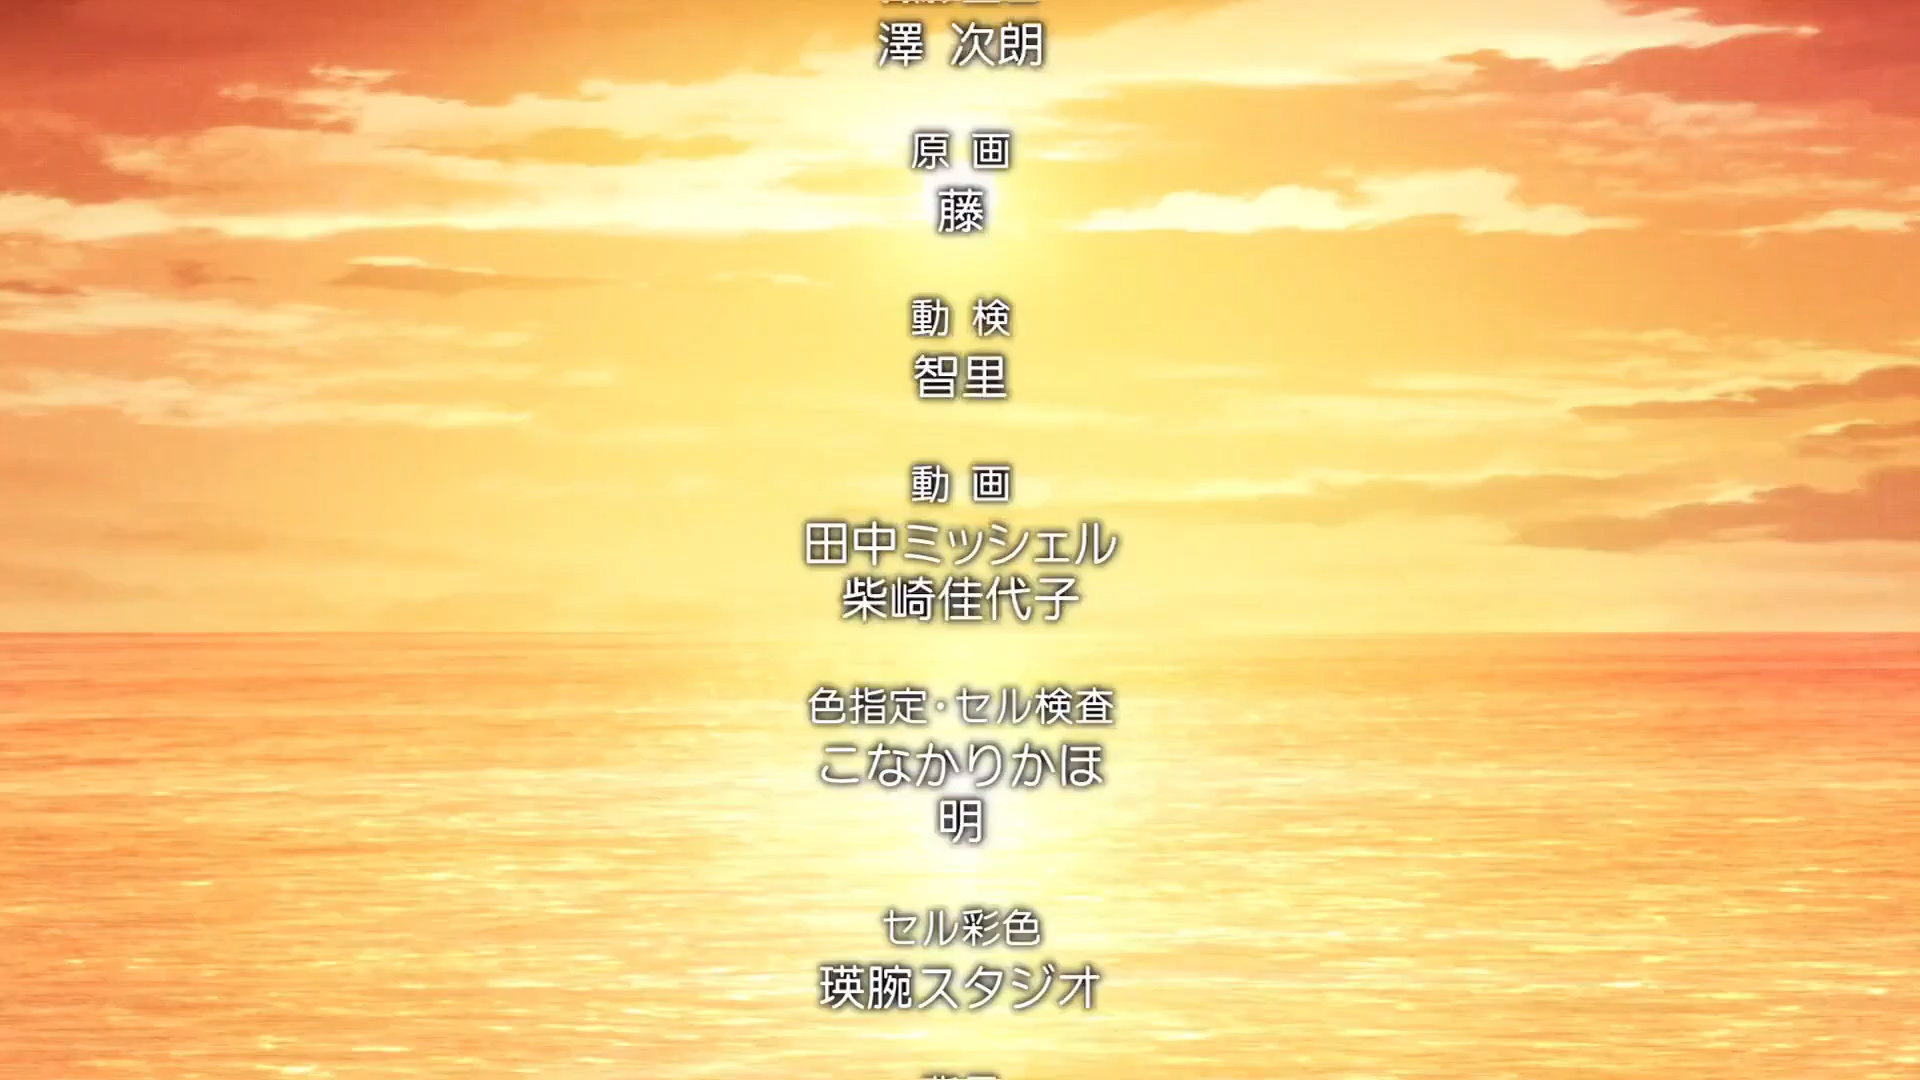 澤 次朗
原 画
藤
動 検
智里
動 画
田中ミッシェル
柴崎佳代子
色指定・セル検査
こなかりかほ
明
セル彩色
瑛腕スタジオ